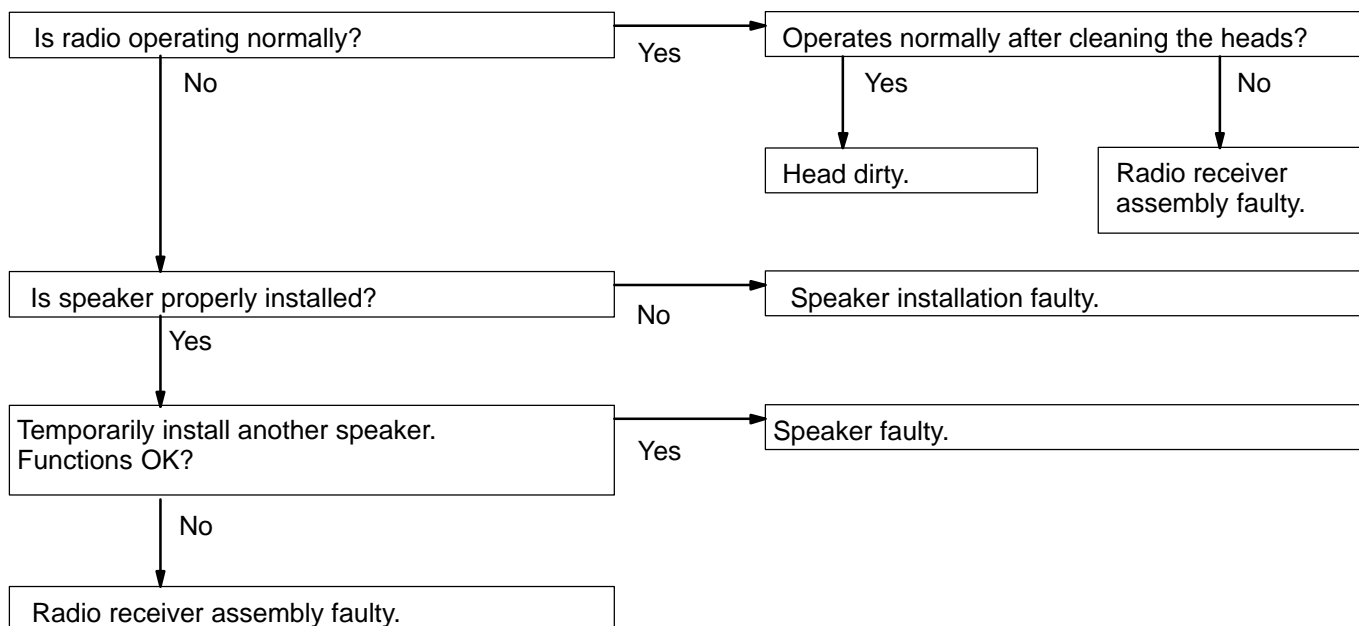 Is radio operating normally?
Yes
Operates normally after cleaning the heads?
No
Yes
No
Head dirty.
Radio receiver
assembly faulty.
Is speaker properly installed?
No
Speaker installation faulty.
Yes
Temporarily install another speaker.
Functions OK?
Yes
Speaker faulty.
No
Radio receiver assembly faulty.